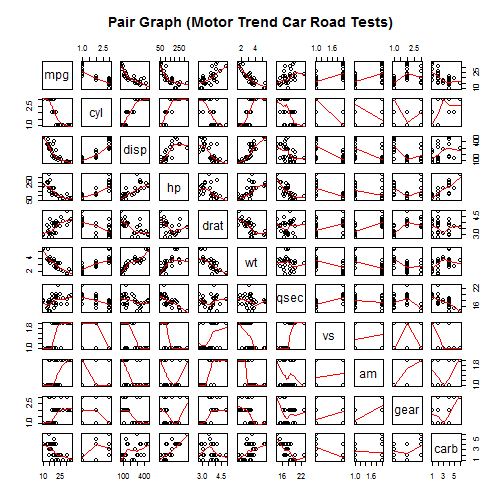 Pair Graph (Motor Trend Car Road Tests)
1.0 2.5 50 250 2 4 1.0 1.6 1.0 2.5
mpg 10 25
1.0 2.5 cyl
disp 100 400
50 250 hp
drat 3.0 4.5
2 4 wt
qsec 16 22
1.0 1.8 vs
am 1.0 1.8
1.0 2.5 gear
carb 1 3 5
10 25 100 400 3.0 4.5 16 22 1.0 1.6 1 3 5